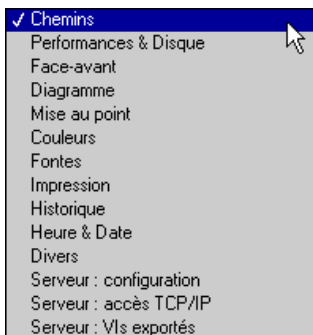 Chemins
Performances & Disque
Face-avant
Diagramme
Mise au point
Couleurs
Fontes
Impression
Historique
Heure & Date
Divers
Serveur : configuration
Serveur : accès TCP/IP
Serveur : VIs exportés